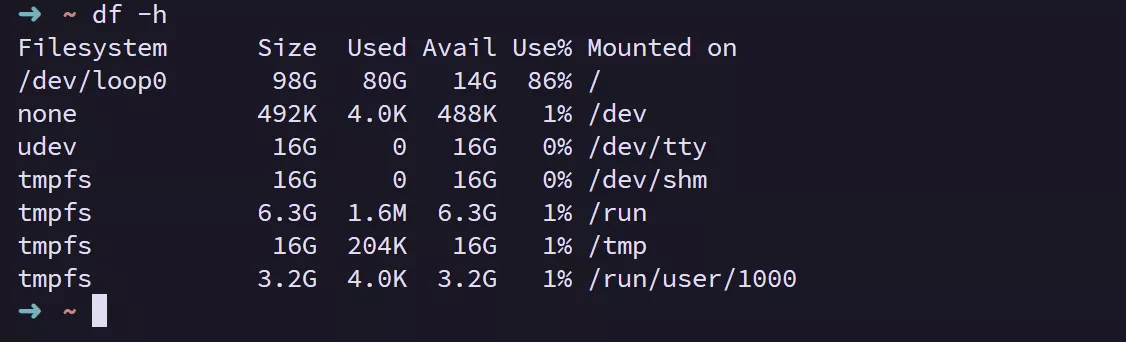 ➜ ~ df -h
Filesystem      Size  Used Avail Use% Mounted on
/dev/loop0       98G   80G   14G  86% /
none            492K  4.0K  488K   1% /dev
udev             16G     0   16G   0% /dev/tty
tmpfs            16G     0   16G   0% /dev/shm
tmpfs           6.3G  1.6M  6.3G   1% /run
tmpfs            16G  204K   16G   1% /tmp
tmpfs           3.2G  4.0K  3.2G   1% /run/user/1000
➜ ~